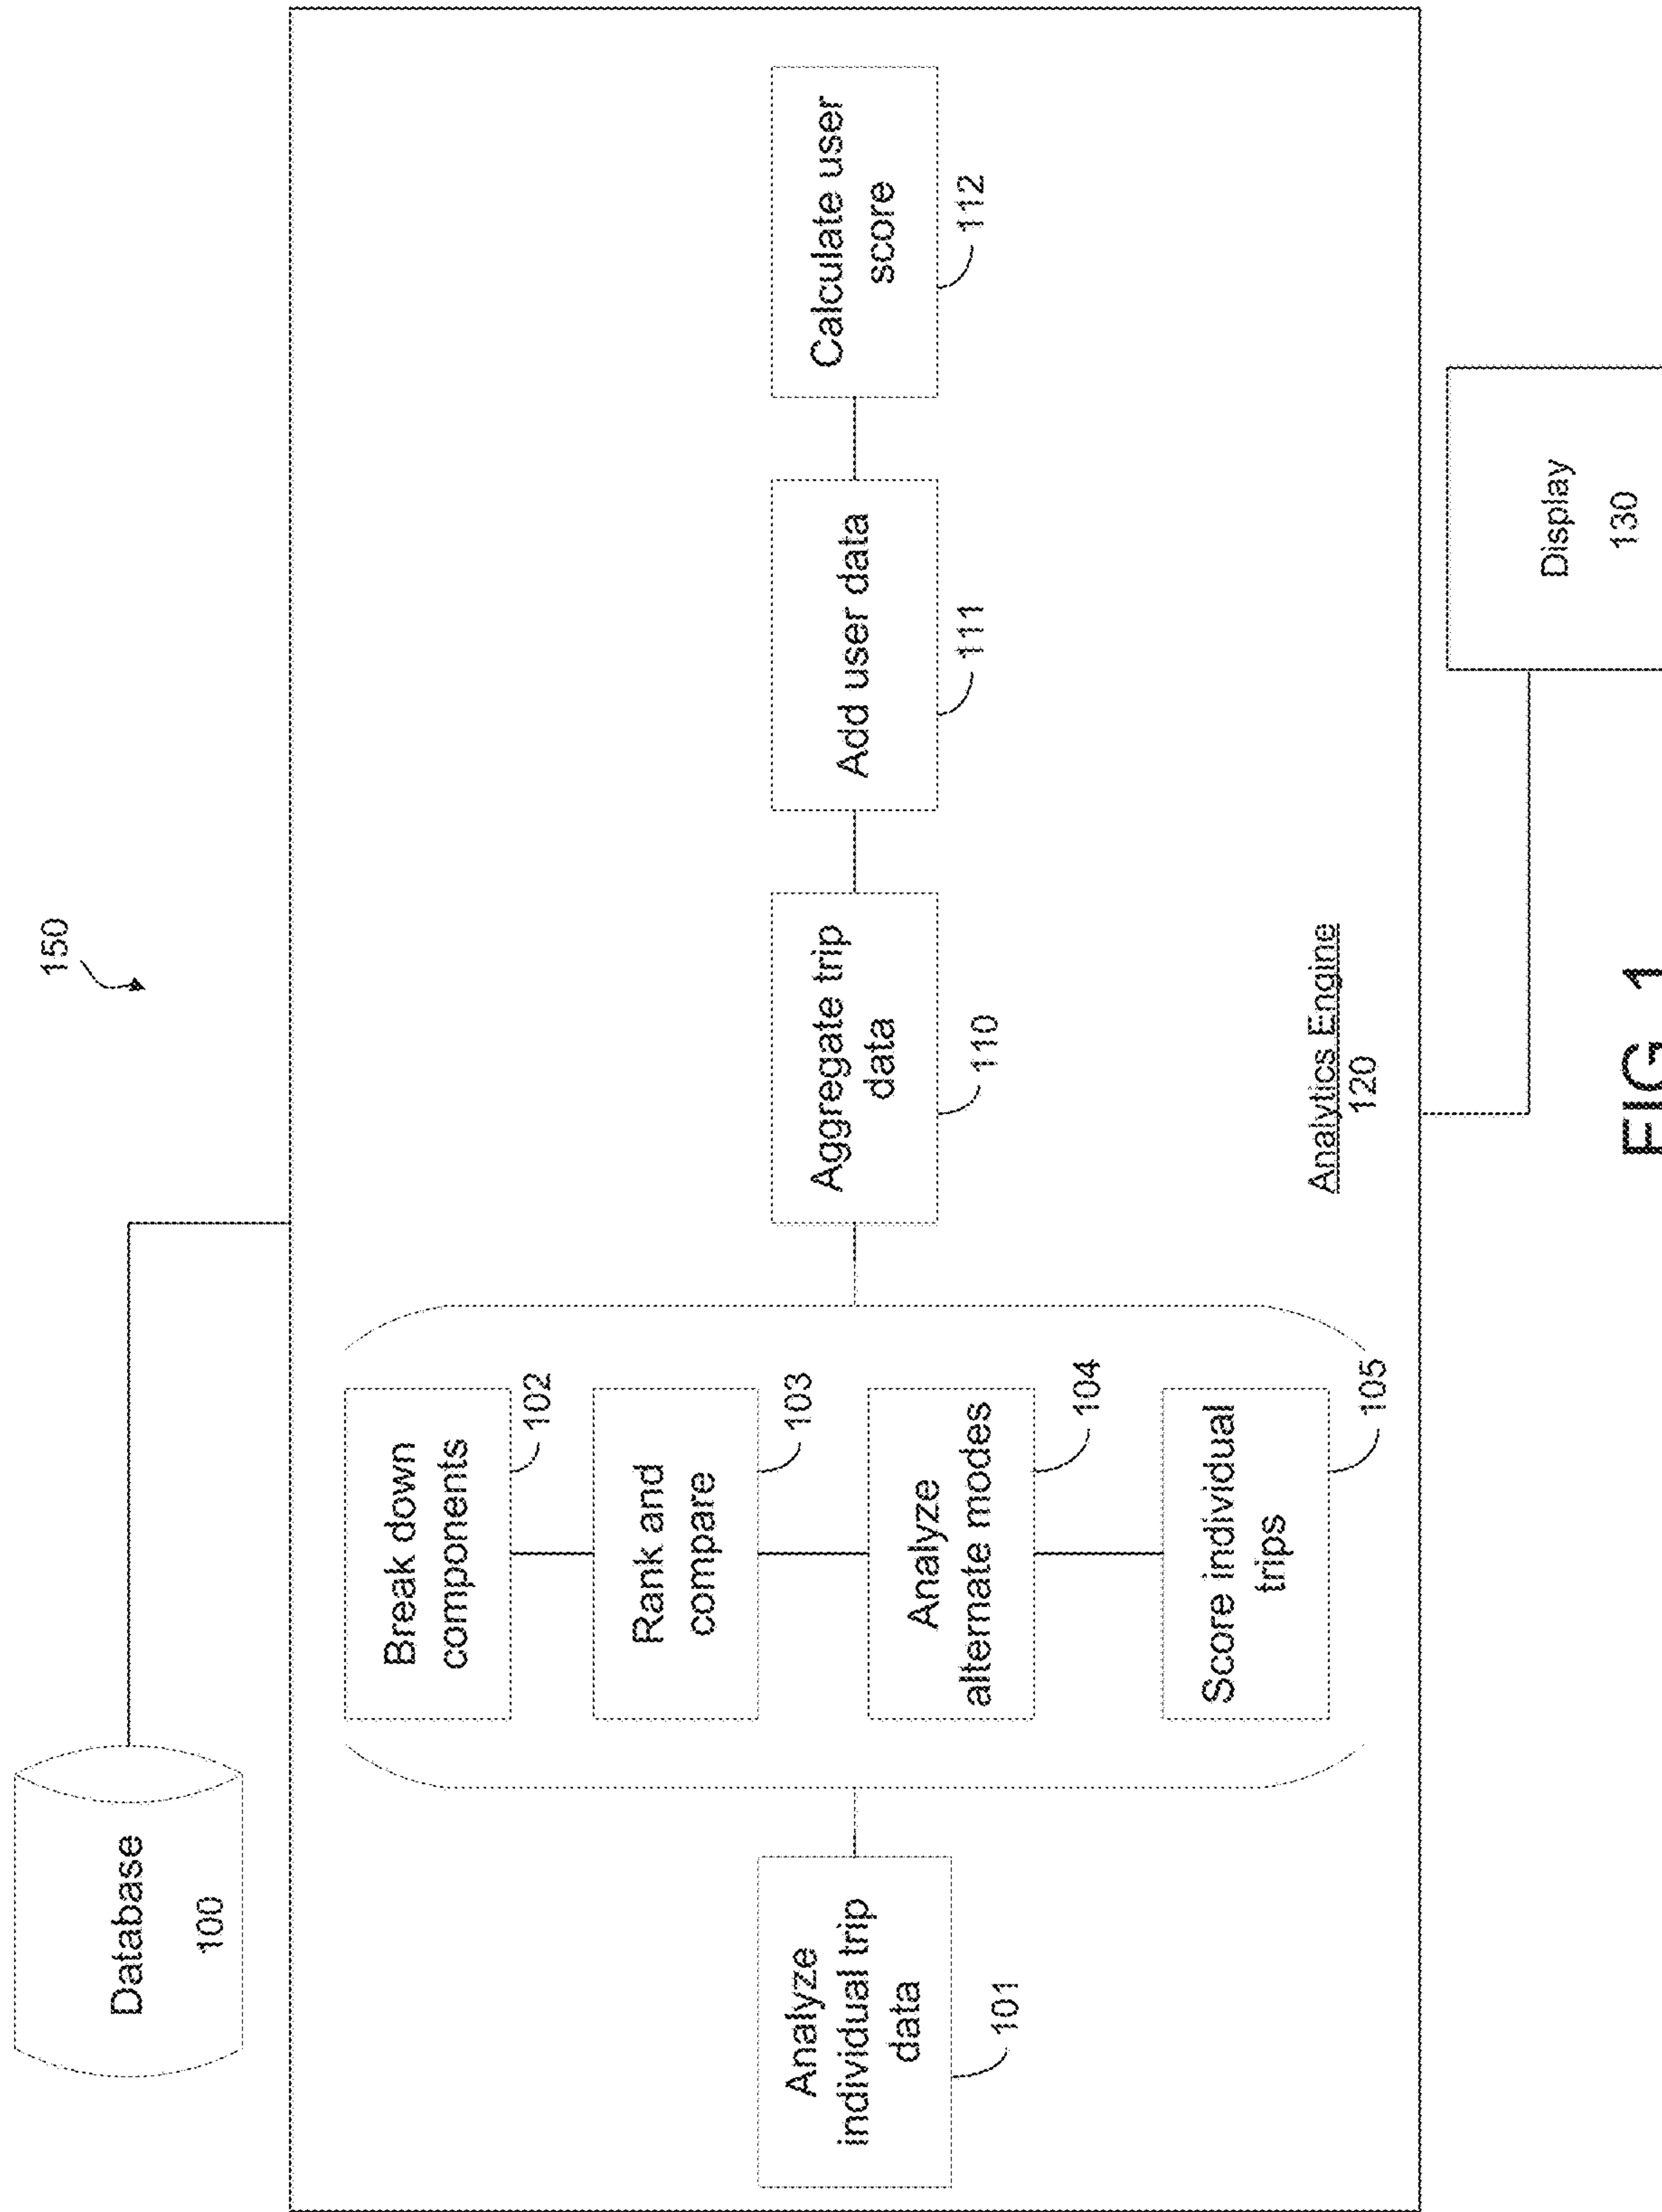 150
Database
100
Analyze
individual trip
data
101
Break down
components
102
Rank and
compare
103
Analyze
alternate modes
104
Score individual
trips
105
Aggregate trip
data
110
Add user data
111
Calculate user
score
112
Analytics Engine
120
Display
130
FIG. 1